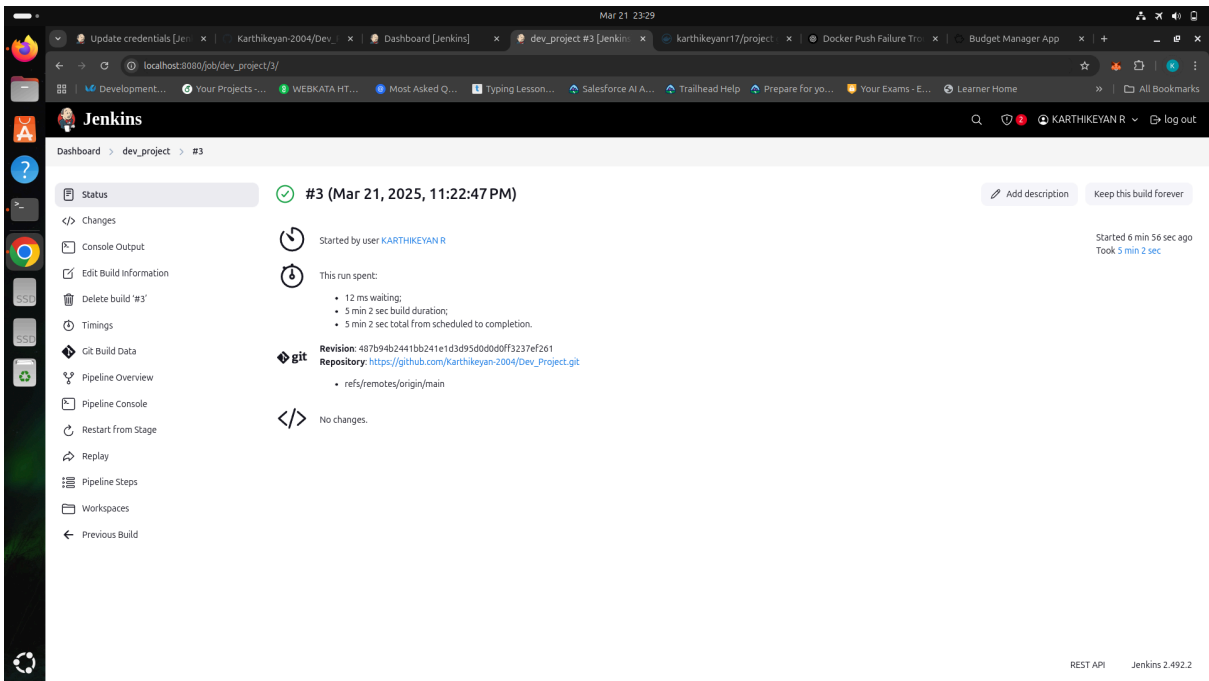 Mar 21 23:29
Update credentials [Jen
Karthikeyan-2004/Dev_
Dashboard [Jenkins]
dev_project #3 [Jenkins
karthikeyanr17/project
Docker Push Failure Tro
Budget Manager App
localhost:8080/job/dev_project/3/
K
Development...
Your Projects -...
WEBKATA HT...
Most Asked Q...
Typing Lesson...
Salesforce AI A...
Trailhead Help
Prepare for yo...
Your Exams - E...
Learner Home
»
All Bookmarks
Jenkins
2
KARTHIKEYAN R
log out
Dashboard > dev_project > #3
Status
Changes
Console Output
Edit Build Information
Delete build ‘#3’
Timings
Git Build Data
Pipeline Overview
Pipeline Console
Restart from Stage
Replay
Pipeline Steps
Workspaces
Previous Build
#3 (Mar 21, 2025, 11:22:47 PM)
Add description
Keep this build forever
Started by user KARTHIKEYAN R
Started 6 min 56 sec ago
Took 5 min 2 sec
This run spent:
• 12 ms waiting;
• 5 min 2 sec build duration;
• 5 min 2 sec total from scheduled to completion.
git
Revision: 487b94b2441bb241e1d3d95d0d0d0ff3237ef261
Repository: https://github.com/Karthikeyan-2004/Dev_Project.git
• refs/remotes/origin/main
No changes.
SSD
SSD
REST API
Jenkins 2.492.2